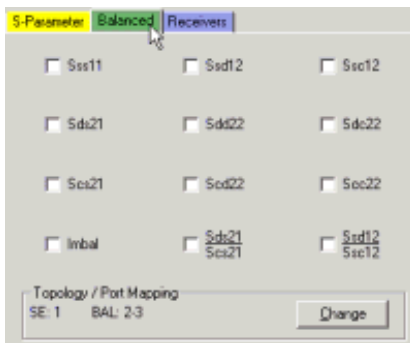 S-Parameter Balanced Receivers
Sss11 Ssd12 Ssc12
Sds21 Sdd22 Sdc22
Scs21 Scd22 Scc22
Imbal Sds21 Ssd12
Scs21 Ssc12
Topology / Port Mapping
SE: 1 BAL: 2-3 Change